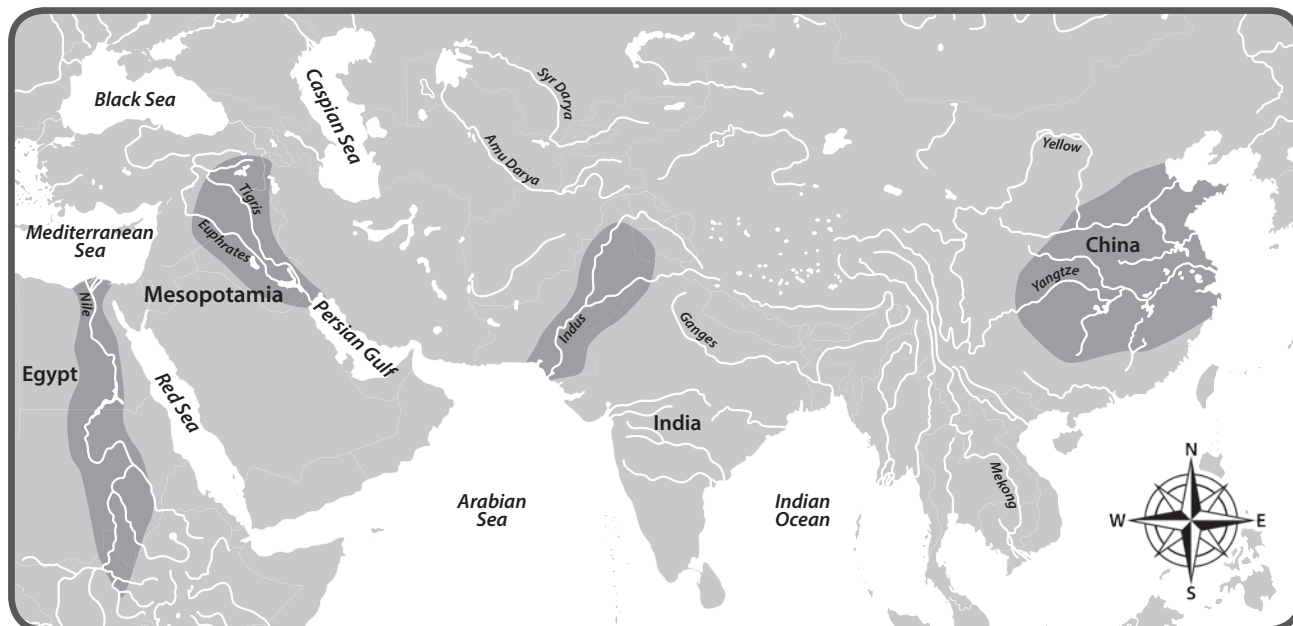 Black Sea
Caspian Sea
Syr Darya
Amu Darya
Yellow
Tigris
Mediterranean
Sea
Euphrates
China
Yangtze
Nile
Mesopotamia
Persian Gulf
Indus
Ganges
Egypt
Red Sea
India
Arabian
Sea
Indian
Ocean
Mekong
N
W
E
S